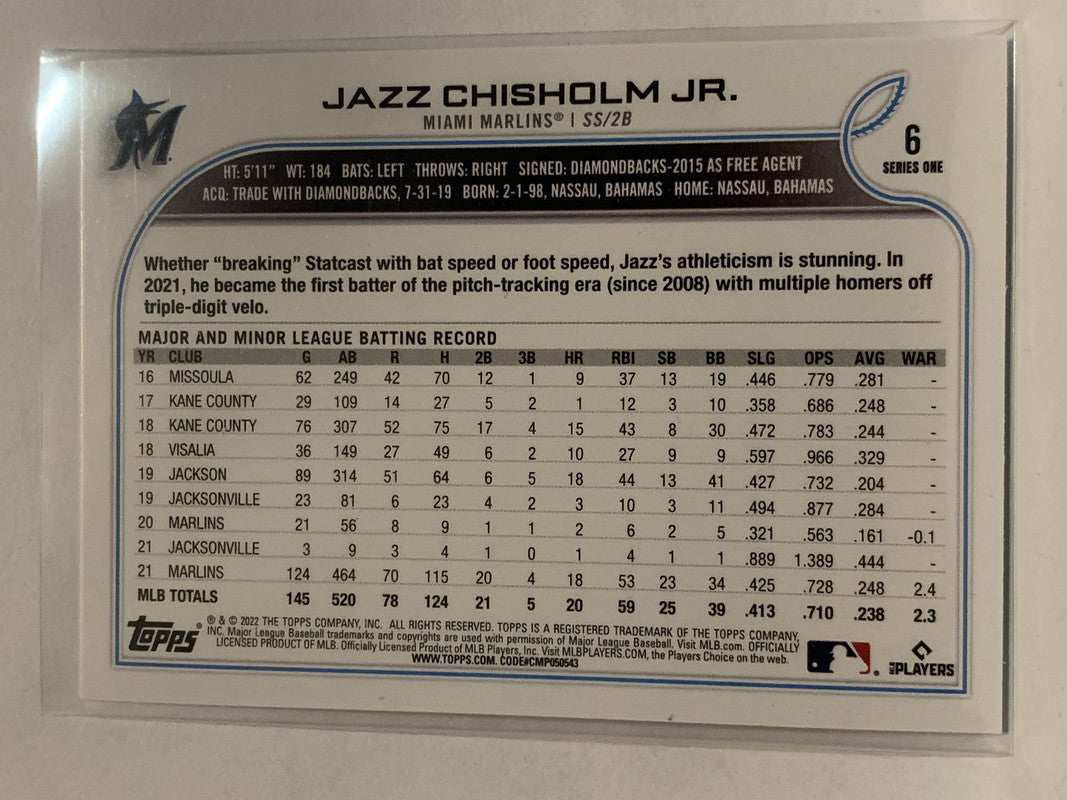 JAZZ CHISHOLM JR.
MIAMI MARLINS® | SS/2B
M
6
SERIES ONE
HT: 5'11" WT: 184 BATS: LEFT THROWS: RIGHT SIGNED: DIAMONDBACKS-2015 AS FREE AGENT
ACQ: TRADE WITH DIAMONDBACKS, 7-31-19 BORN: 2-1-98, NASSAU, BAHAMAS HOME: NASSAU, BAHAMAS
Whether “breaking” Statcast with bat speed or foot speed, Jazz’s athleticism is stunning. In
2021, he became the first batter of the pitch-tracking era (since 2008) with multiple homers off
triple-digit velo.
MAJOR AND MINOR LEAGUE BATTING RECORD
YR CLUB G AB R H 2B 3B HR RBI SB BB SLG OPS AVG WAR
16 MISSOULA 62 249 42 70 12 1 9 37 13 19 .446 .779 .281 -
17 KANE COUNTY 29 109 14 27 5 2 1 12 3 10 .358 .686 .248 -
18 KANE COUNTY 76 307 52 75 17 4 15 43 8 30 .472 .783 .244 -
18 VISALIA 36 149 27 49 6 2 10 27 9 9 .597 .966 .329 -
19 JACKSON 89 314 51 64 6 5 18 44 13 41 .427 .732 .204 -
19 JACKSONVILLE 23 81 6 23 4 2 3 10 3 11 .494 .877 .284 -
20 MARLINS 21 56 8 9 1 1 2 6 2 5 .321 .563 .161 -0.1
21 JACKSONVILLE 3 9 3 4 1 0 1 4 1 1 .889 1.389 .444 -
21 MARLINS 124 464 70 115 20 4 18 53 23 34 .425 .728 .248 2.4
MLB TOTALS 145 520 78 124 21 5 20 59 25 39 .413 .710 .238 2.3
topps®
® & © 2022 THE TOPPS COMPANY, INC. ALL RIGHTS RESERVED. TOPPS IS A REGISTERED TRADEMARK OF THE TOPPS COMPANY,
INC. Major League Baseball trademarks and copyrights are used with permission of Major League Baseball. Visit MLB.com. OFFICIALLY
LICENSED PRODUCT OF MLB. Officially Licensed Product of MLB Players, Inc. Visit MLBPLAYERS.COM, the Players Choice on the web.
WWW.TOPPS.COM. CODE#CMP050543
MLB PLAYERS